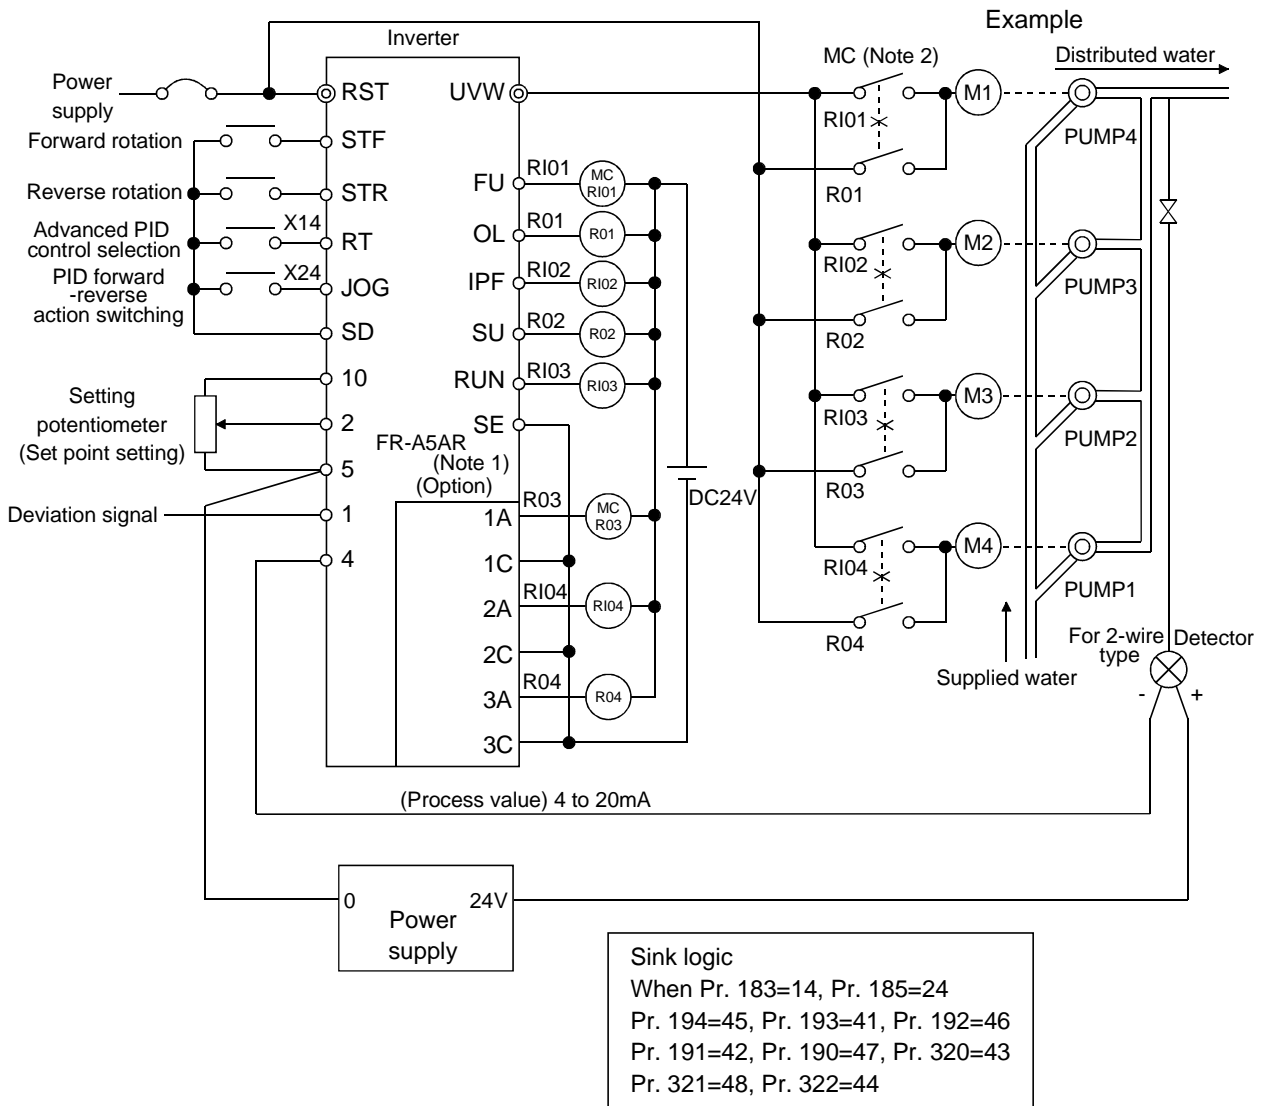 Example
Inverter
MC (Note 2)
Distributed water
Power
supply
RST
UVW
M1
RI01
PUMP4
Forward rotation
STF
FU
RI01
MC
RI01
R01
Reverse rotation
STR
OL
R01
R01
Advanced PID
control selection
X14
RT
IPF
RI02
RI02
M2
RI02
PUMP3
PID forward
-reverse
action switching
X24
JOG
SU
R02
R02
R02
SD
RUN
RI03
RI03
M3
RI03
PUMP2
10
Setting
potentiometer
(Set point setting)
2
SE
FR-A5AR
(Note 1)
(Option)
5
R03
DC24V
Deviation signal
1
1A
R03
MC
R03
4
1C
M4
RI04
PUMP1
2A
RI04
RI04
R04
2C
For 2-wire
type
Detector
3A
R04
R04
Supplied water
-
+
3C
(Process value) 4 to 20mA
0
24V
Power
supply
Sink logic
When Pr. 183=14, Pr. 185=24
Pr. 194=45, Pr. 193=41, Pr. 192=46
Pr. 191=42, Pr. 190=47, Pr. 320=43
Pr. 321=48, Pr. 322=44